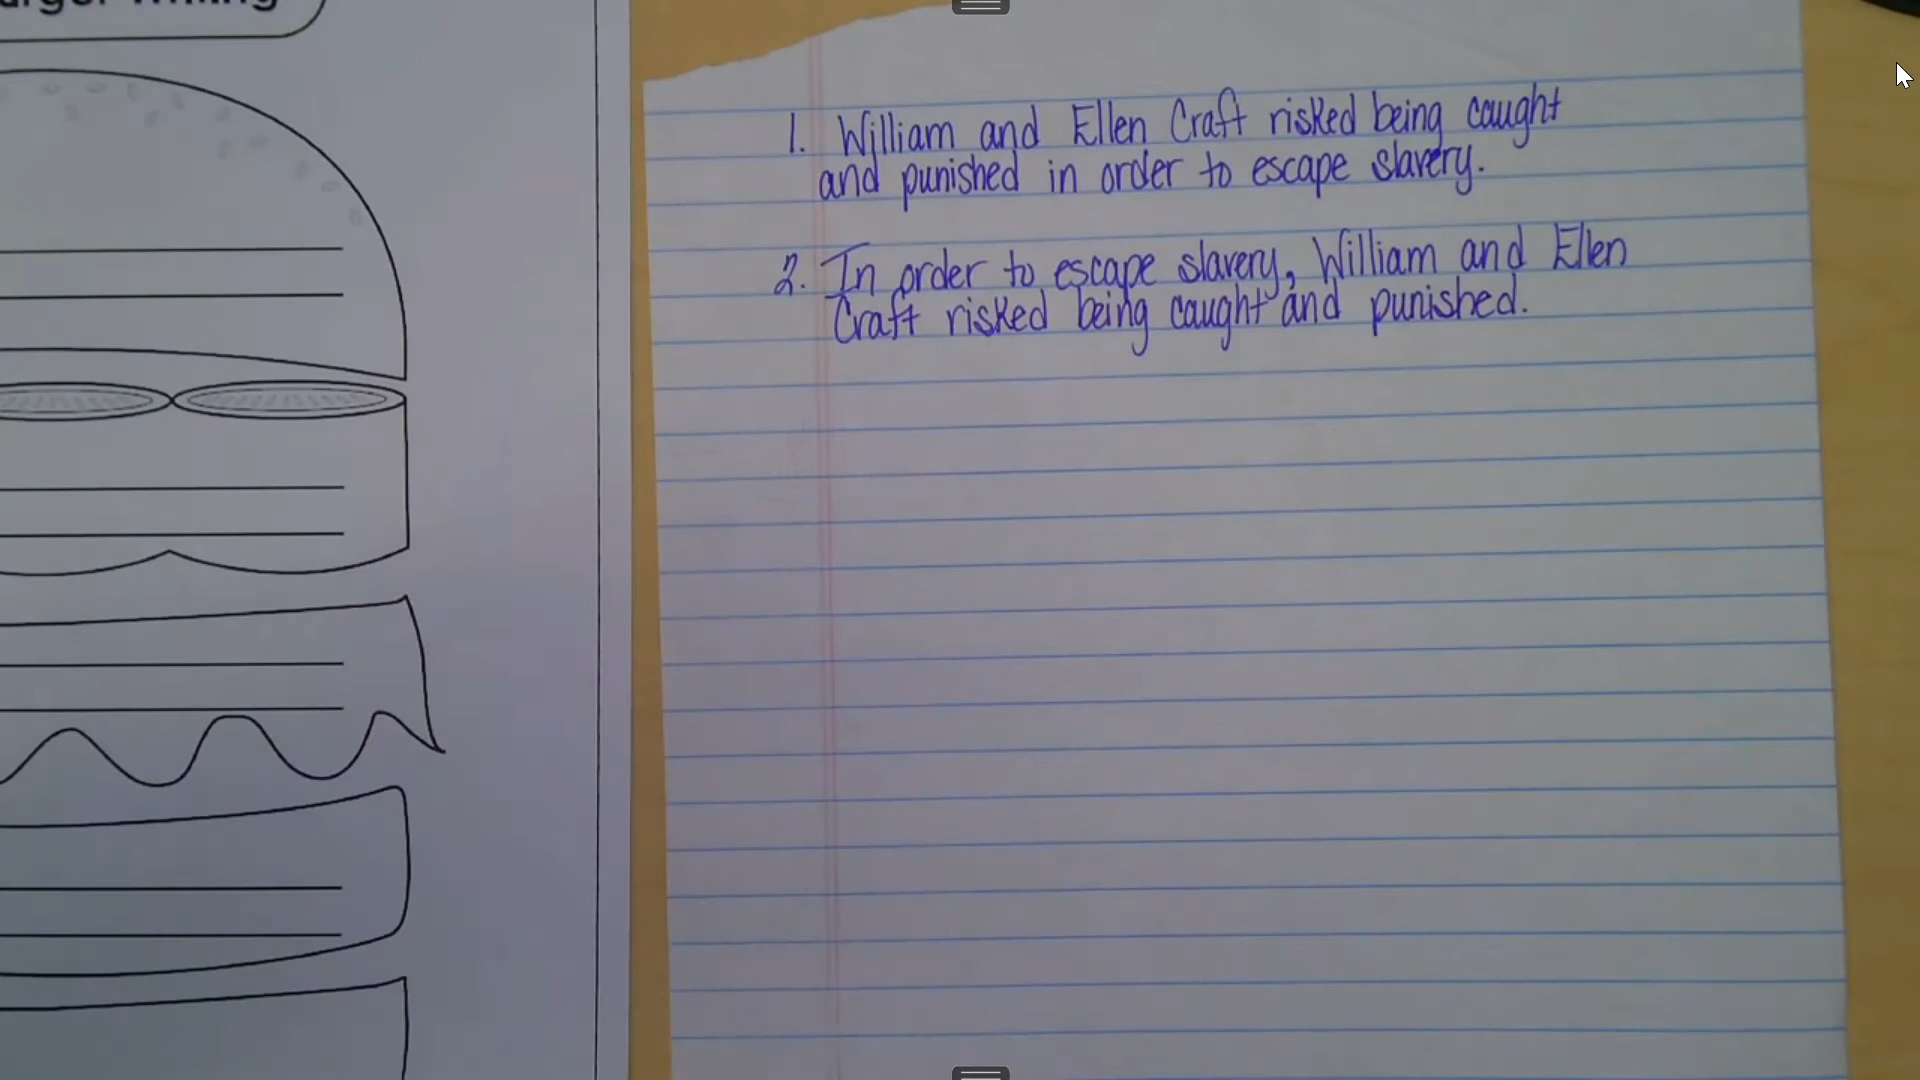 Writing
1. William and Ellen Craft risked being caught
and punished in order to escape slavery.
2. In order to escape slavery, William and Ellen
Craft risked being caught and punished.